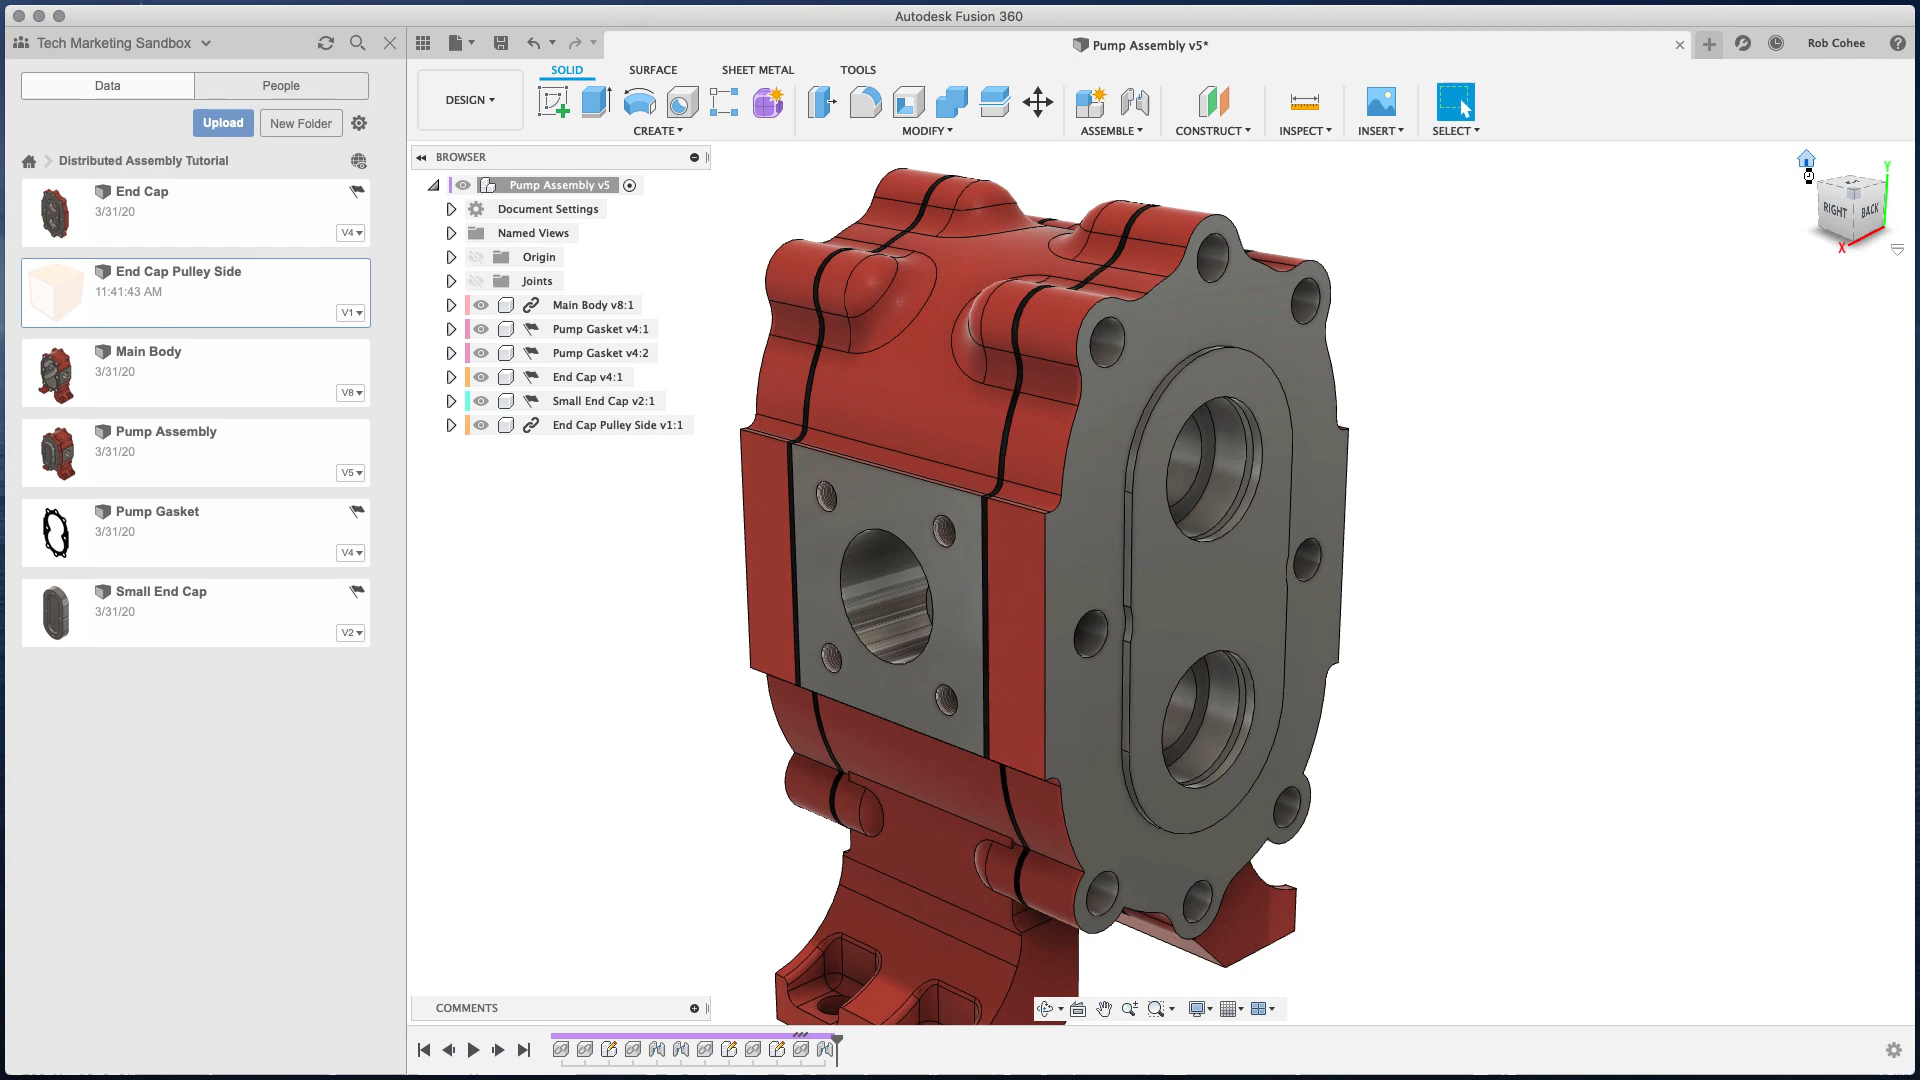 Autodesk Fusion 360
Tech Marketing Sandbox
Pump Assembly v5*
Rob Cohee
Data
People
Upload
New Folder
Distributed Assembly Tutorial
End Cap
3/31/20
V4
End Cap Pulley Side
11:41:43 AM
V1
Main Body
3/31/20
V8
Pump Assembly
3/31/20
V5
Pump Gasket
3/31/20
V4
Small End Cap
3/31/20
V2
SOLID
SURFACE
SHEET METAL
TOOLS
DESIGN
CREATE
MODIFY
ASSEMBLE
CONSTRUCT
INSPECT
INSERT
SELECT
BROWSER
Pump Assembly v5
Document Settings
Named Views
Origin
Joints
Main Body v8:1
Pump Gasket v4:1
Pump Gasket v4:2
End Cap v4:1
Small End Cap v2:1
End Cap Pulley Side v1:1
Y
RIGHT
BACK
X
COMMENTS